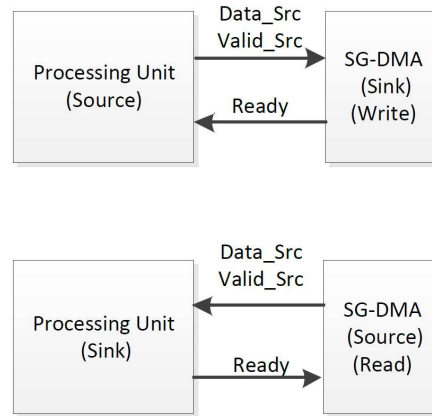 Data_Src
Valid_Src
Processing Unit
(Source)
SG-DMA
(Sink)
(Write)
Ready
Data_Src
Valid_Src
Processing Unit
(Sink)
SG-DMA
(Source)
(Read)
Ready